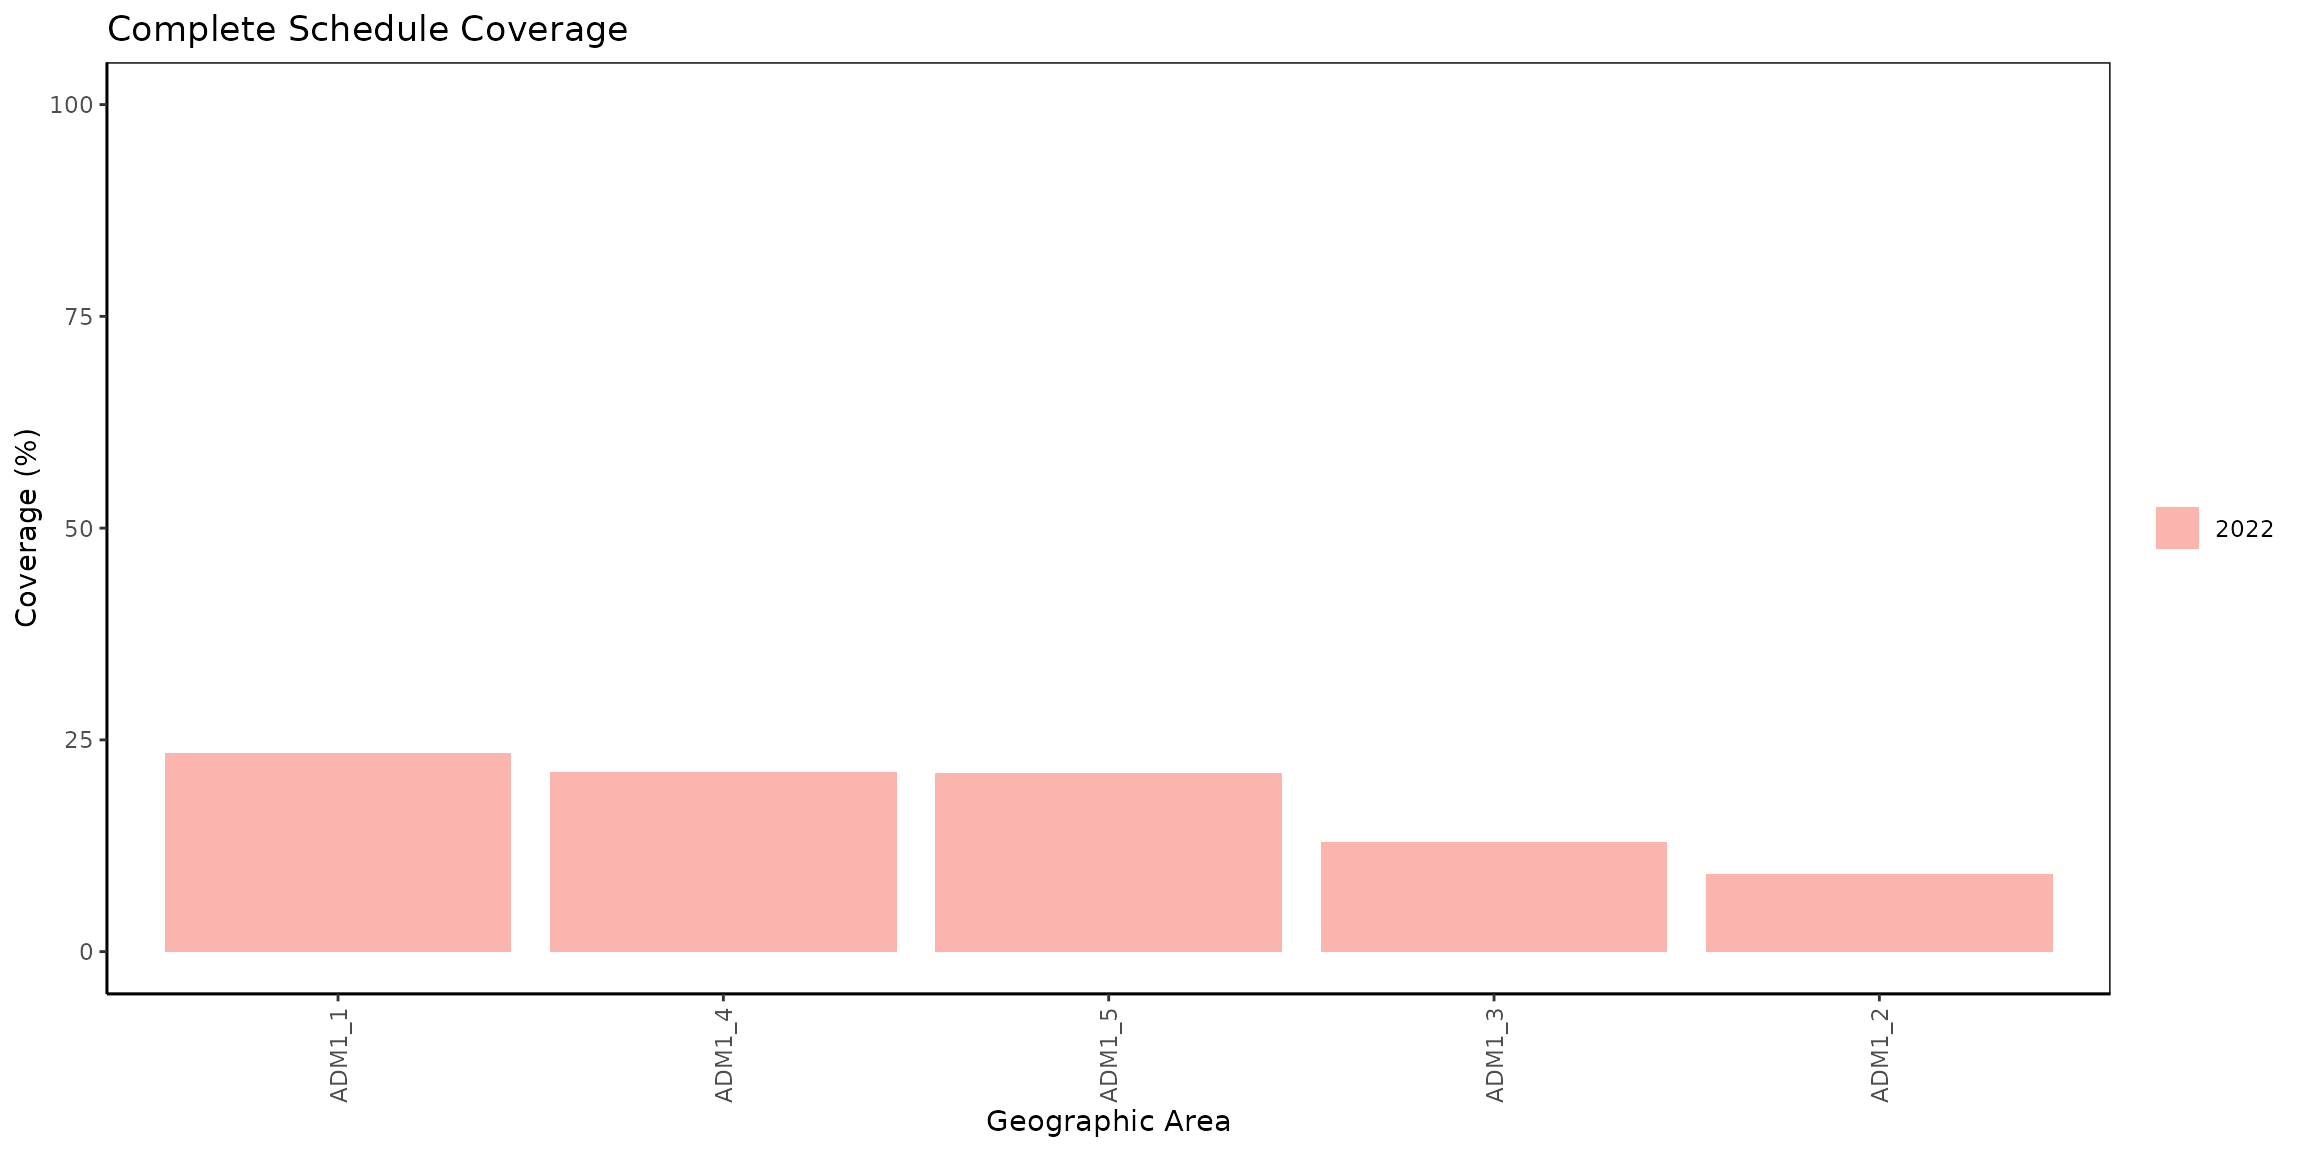 Complete Schedule Coverage
Coverage (%)
100
75
50
25
0
ADM1_1
ADM1_4
ADM1_5
ADM1_3
ADM1_2
Geographic Area
2022